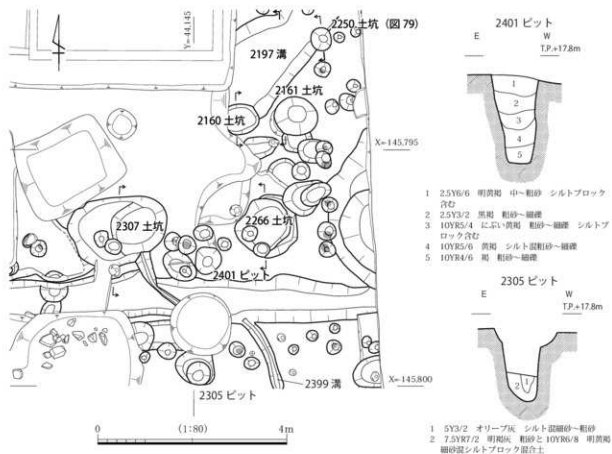 Y=-44,145
2250 土坑（図 79）
2197 溝
2161 土坑
2160 土坑
X=-145,795
2307 土坑
2266 土坑
2401 ピット
X=-145,800
2399 溝
2305 ピット
0 （1:80） 4m
2401 ピット
E W
T.P.+17.8m
1
2
3
4
5
1 2.5Y6/6 明黄褐 中〜粗砂 シルトブロック
含む
2 2.5Y3/2 黒褐 粗砂〜細礫
3 10YR5/4 にぶい黄褐 粗砂〜細礫 シルトブ
ロック含む
4 10YR5/6 黄褐 シルト混粗砂〜細礫
5 10YR4/6 褐 粗砂〜細礫
2305 ピット
E W
T.P.+17.8m
2 1
1 5Y3/2 オリーブ灰 シルト混細砂〜粗砂
2 7.5YR7/2 明褐灰 粗砂と 10YR6/8 明黄褐
細砂混シルトブロック混合土